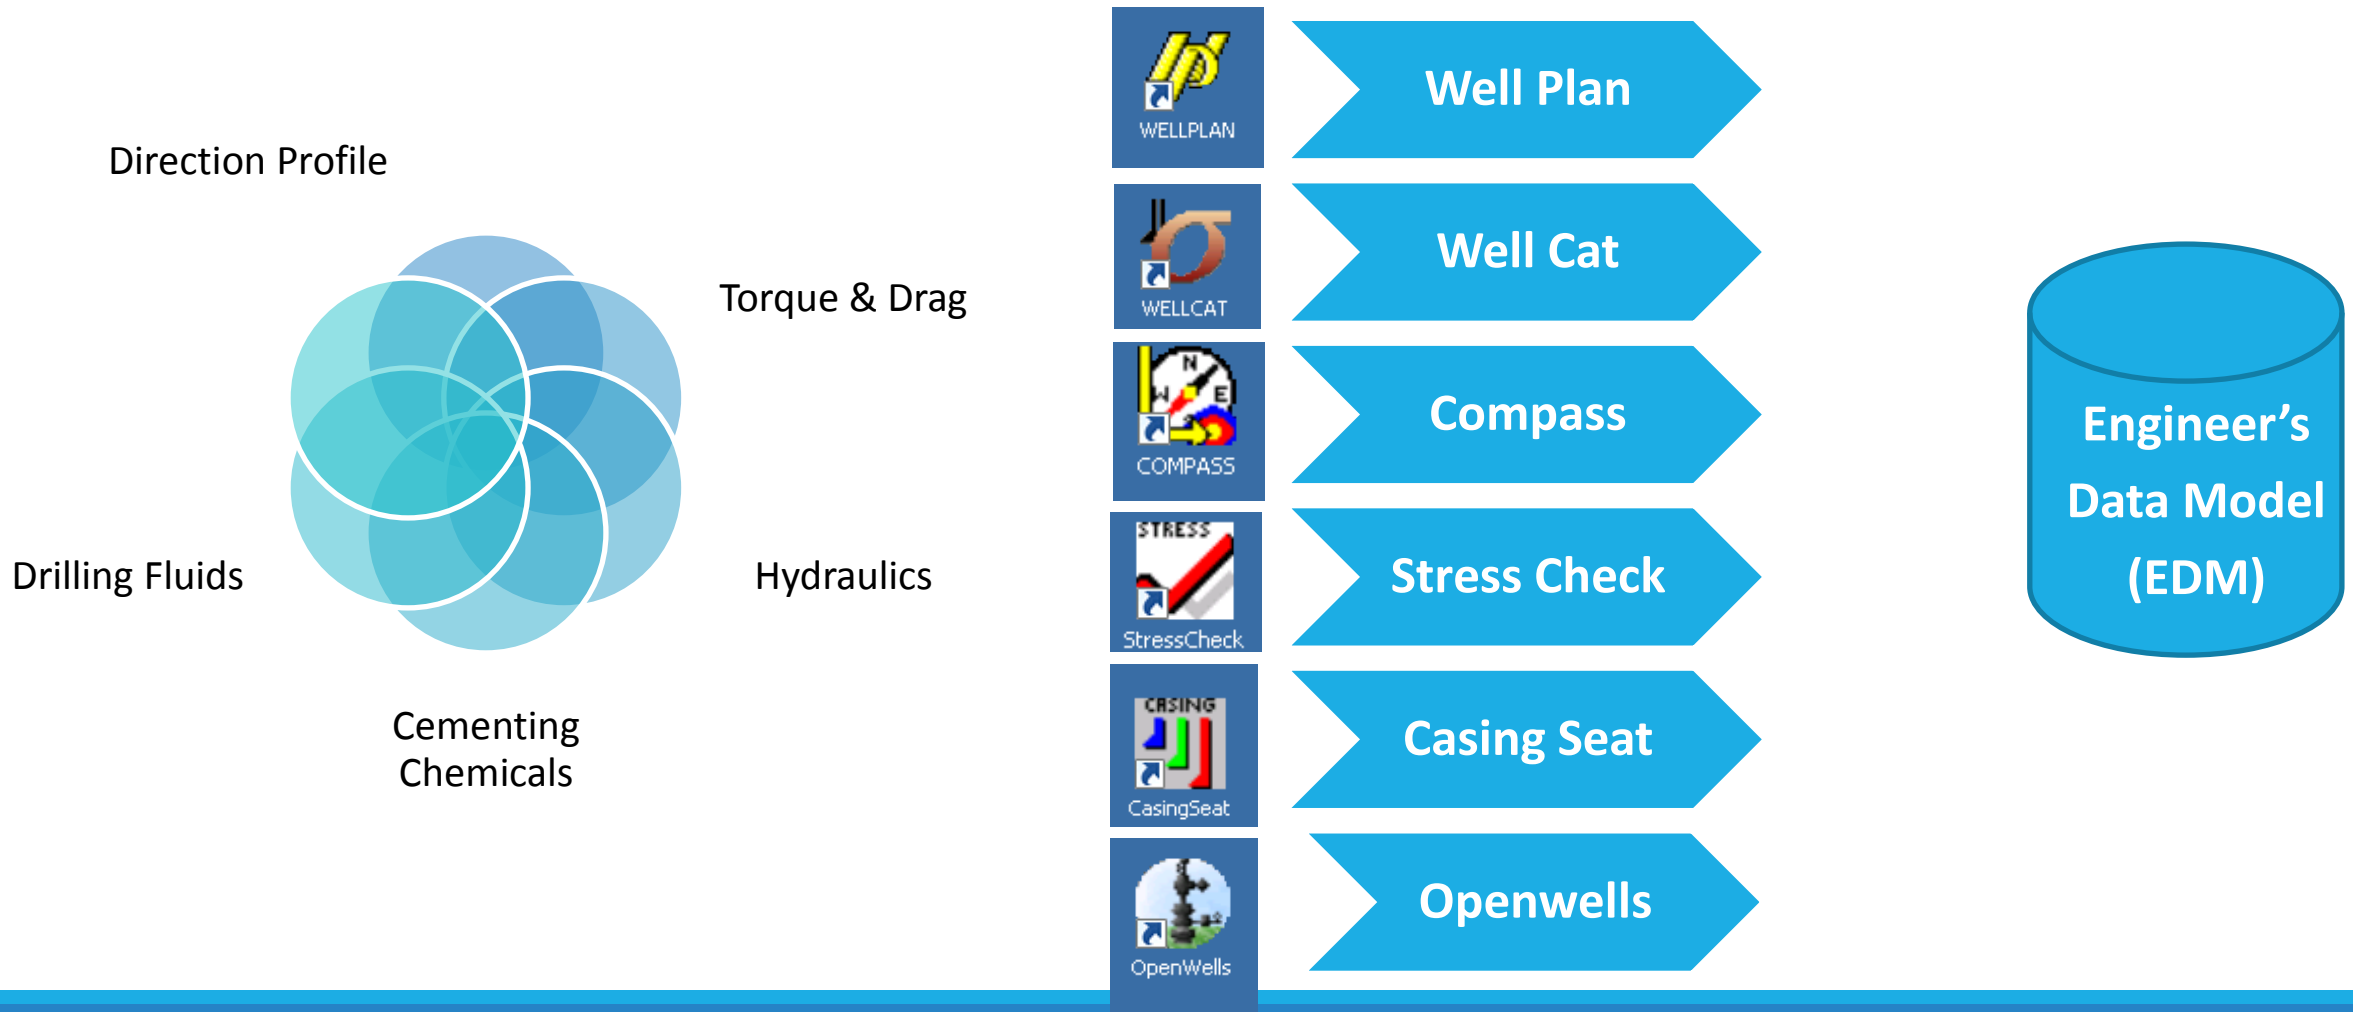 Direction Profile
Torque & Drag
Drilling Fluids
Hydraulics
Cementing
Chemicals
WELLPLAN
Well Plan
WELLCAT
Well Cat
N
W
E
COMPASS
Compass
STRESS
StressCheck
Stress Check
CASING
CasingSeat
Casing Seat
OpenWells
Openwells
Engineer’s
Data Model
(EDM)